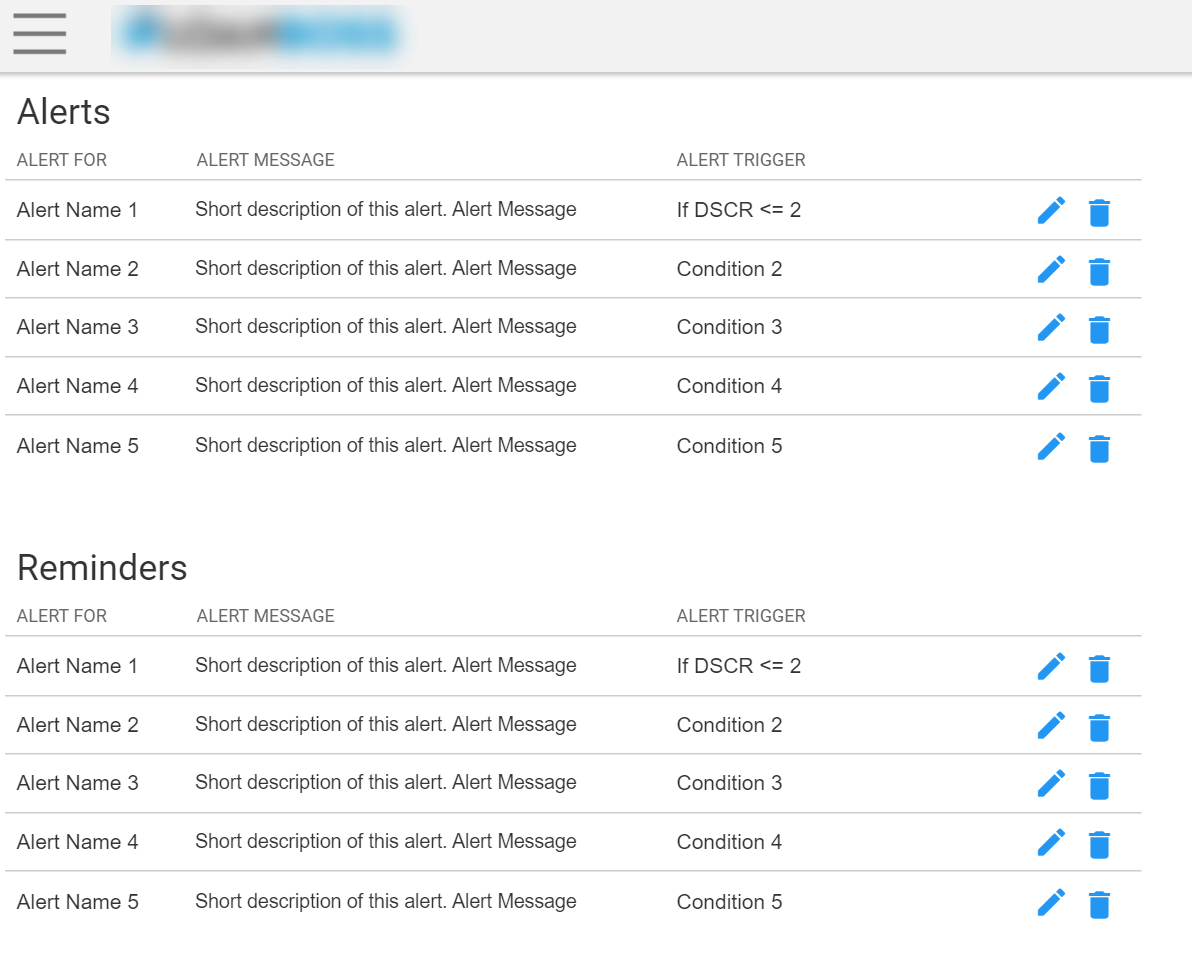 Alerts
ALERT FOR ALERT MESSAGE ALERT TRIGGER
Alert Name 1 Short description of this alert. Alert Message If DSCR <= 2
Alert Name 2 Short description of this alert. Alert Message Condition 2
Alert Name 3 Short description of this alert. Alert Message Condition 3
Alert Name 4 Short description of this alert. Alert Message Condition 4
Alert Name 5 Short description of this alert. Alert Message Condition 5
Reminders
ALERT FOR ALERT MESSAGE ALERT TRIGGER
Alert Name 1 Short description of this alert. Alert Message If DSCR <= 2
Alert Name 2 Short description of this alert. Alert Message Condition 2
Alert Name 3 Short description of this alert. Alert Message Condition 3
Alert Name 4 Short description of this alert. Alert Message Condition 4
Alert Name 5 Short description of this alert. Alert Message Condition 5